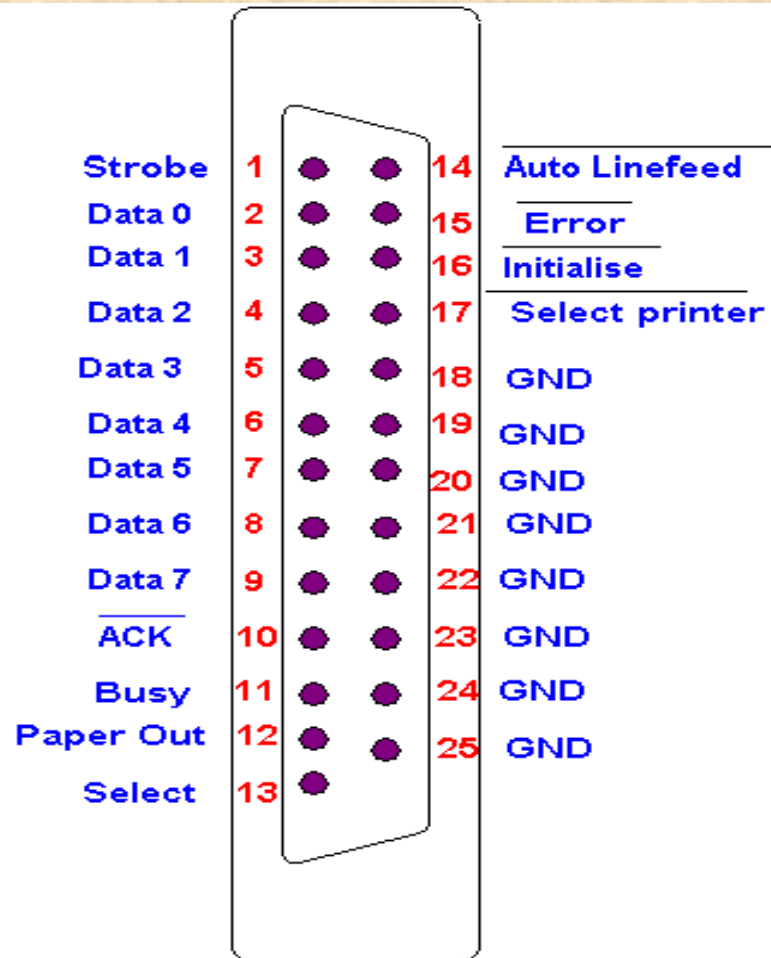 Strobe 1 14 Auto Linefeed
Data 0 2 15 Error
Data 1 3 16 Initialise
Data 2 4 17 Select printer
Data 3 5 18 GND
Data 4 6 19 GND
Data 5 7 20 GND
Data 6 8 21 GND
Data 7 9 22 GND
ACK 10 23 GND
Busy 11 24 GND
Paper Out 12 25 GND
Select 13